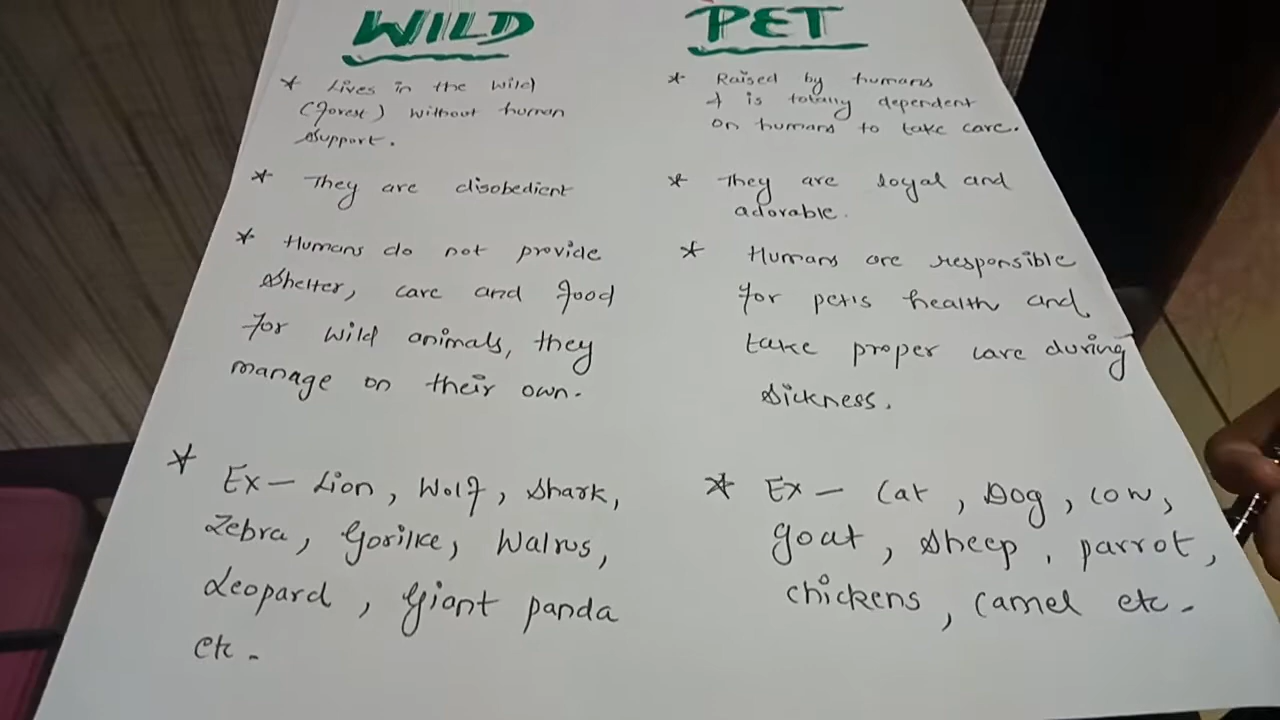 WILD
* Lives in the wild
(forest) without human
support.
* They are disobedient
* Humans do not provide
shelter, care and food
for wild animals, they
manage on their own.
* Ex - Lion, Wolf, Shark,
Zebra, Gorilke, Walrus,
Leopard, Giant panda
etc.
PET
* Raised by humans
& is totally dependent
on humans to take care.
* They are loyal and
adorable.
* Humans are responsible
for pet's health and
take proper care during
sickness.
* Ex - Cat, Dog, cow,
goat, sheep, parrot,
chickens, camel etc.